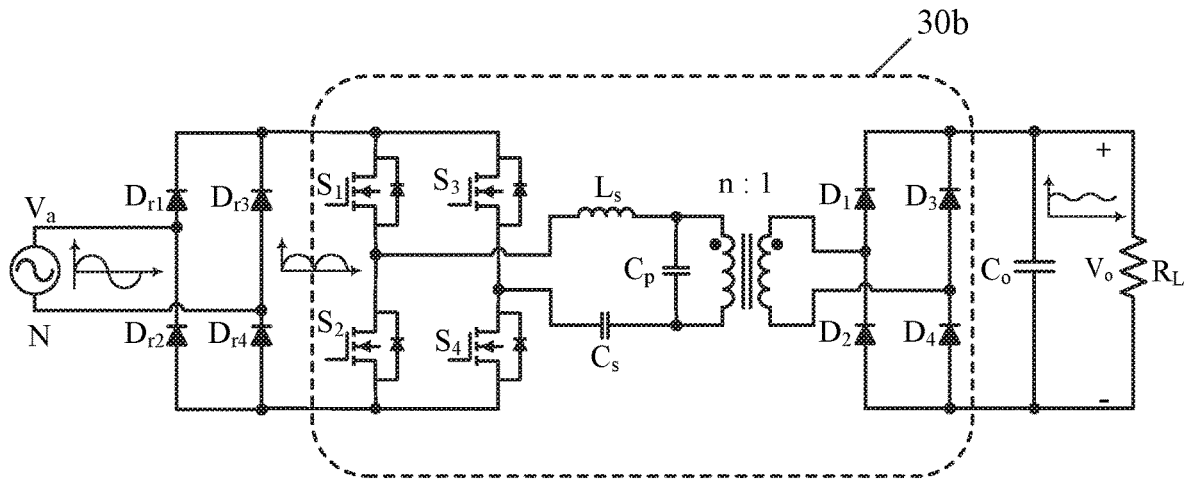 30b
S₁
S₃
Lₛ
n : 1
D₁
D₃
+
Dᵣ₁
Dᵣ₃
Vₐ
Cₚ
Cₒ
Vₒ
R_L
N
Dᵣ₂
Dᵣ₄
S₂
S₄
Cₛ
D₂
D₄
-